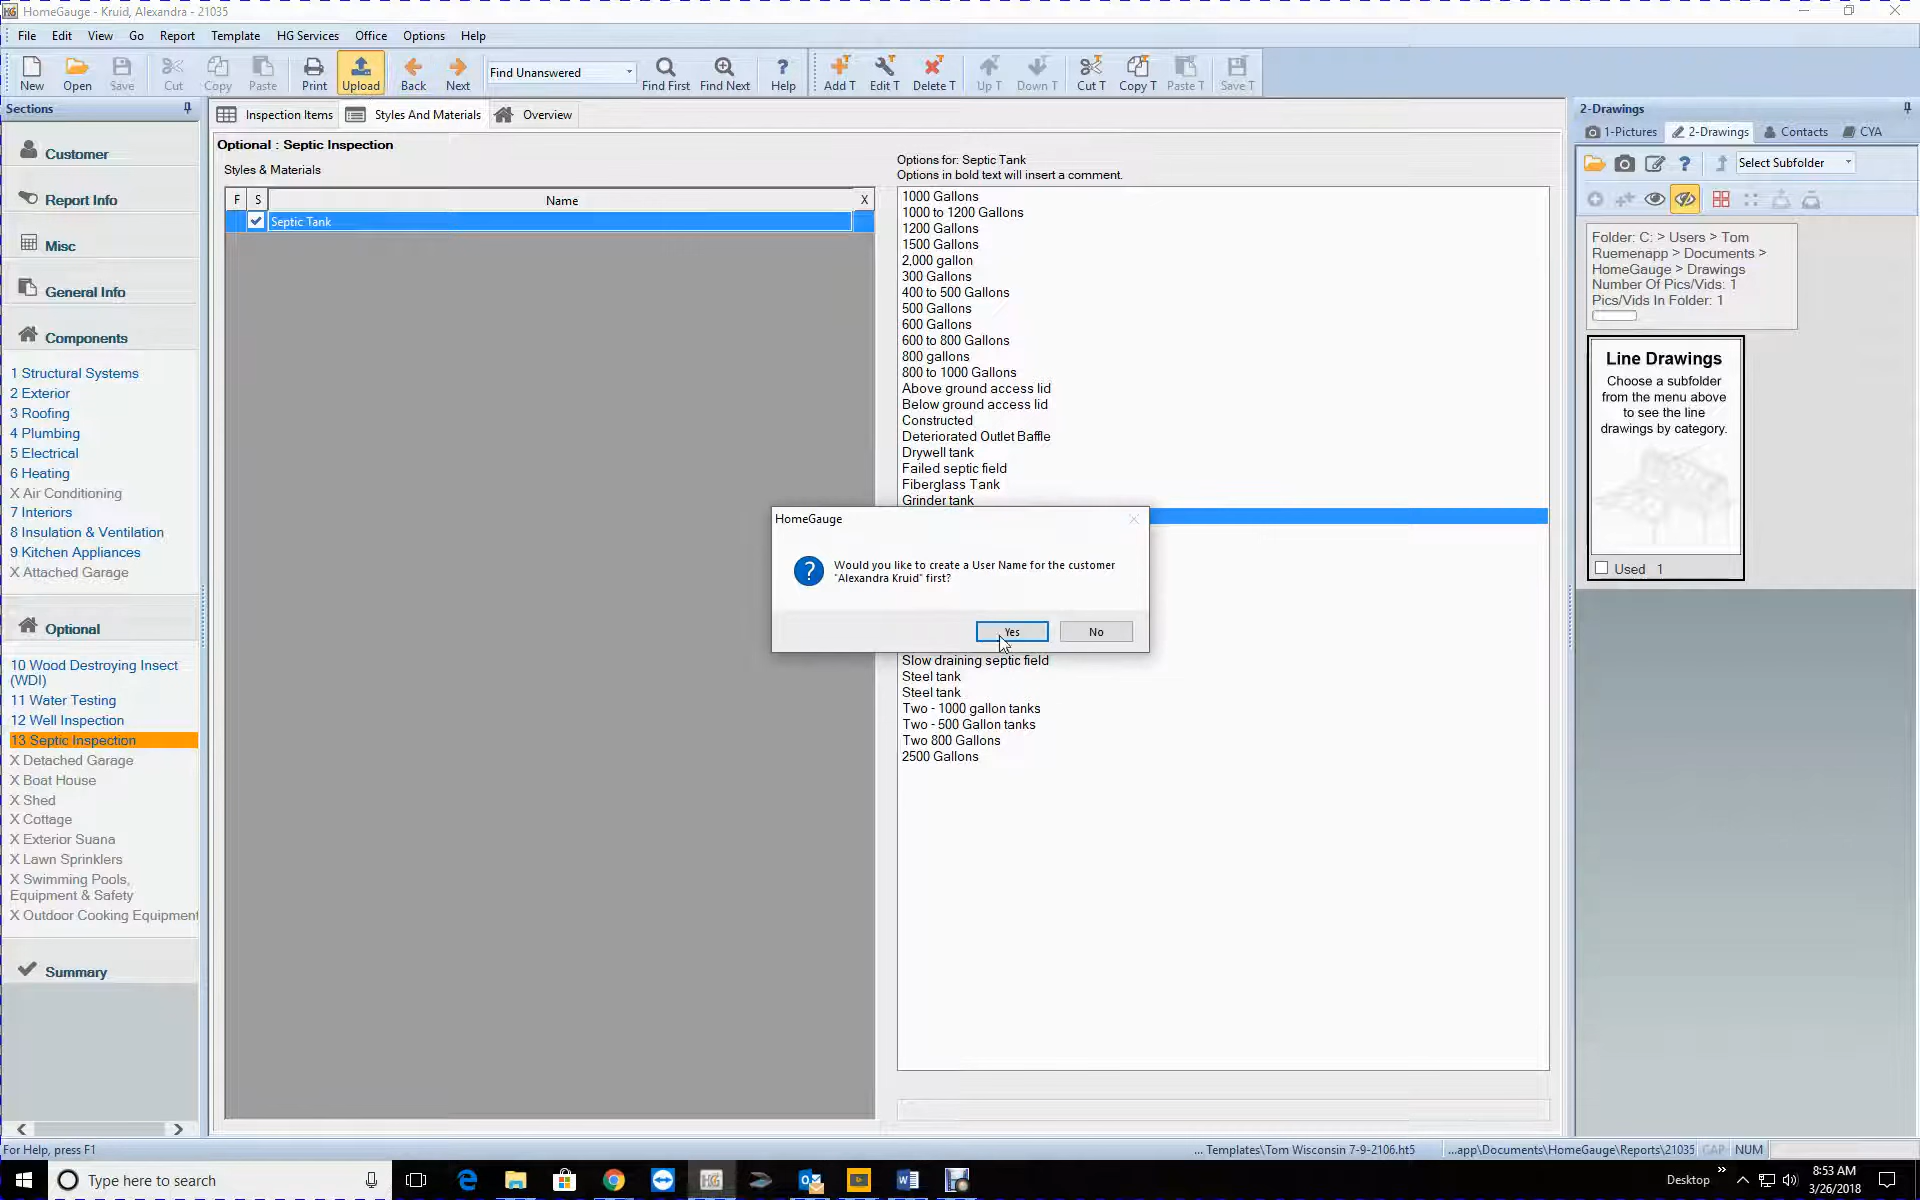 HomeGauge - Kruid, Alexandra - 21035
File Edit View Go Report Template HG Services Office Options Help
New Open Save Cut Copy Paste Print Upload Back Next Find Unanswered Find First Find Next Help Add T Edit T Delete T Up T Down T Cut T Copy T Paste T Save T
Sections
Customer
Report Info
Misc
General Info
Components
1 Structural Systems
2 Exterior
3 Roofing
4 Plumbing
5 Electrical
6 Heating
X Air Conditioning
7 Interiors
8 Insulation & Ventilation
9 Kitchen Appliances
X Attached Garage
Optional
10 Wood Destroying Insect
(WDI)
11 Water Testing
12 Well Inspection
13 Septic Inspection
X Detached Garage
X Boat House
X Shed
X Cottage
X Exterior Suana
X Lawn Sprinklers
X Swimming Pools,
Equipment & Safety
X Outdoor Cooking Equipment
Summary
Inspection Items Styles And Materials Overview
Optional : Septic Inspection
Styles & Materials
F S Name X
Septic Tank
Options for: Septic Tank
Options in bold text will insert a comment.
1000 Gallons
1000 to 1200 Gallons
1200 Gallons
1500 Gallons
2,000 gallon
300 Gallons
400 to 500 Gallons
500 Gallons
600 Gallons
600 to 800 Gallons
800 gallons
800 to 1000 Gallons
Above ground access lid
Below ground access lid
Constructed
Deteriorated Outlet Baffle
Drywell tank
Failed septic field
Fiberglass Tank
Grinder tank
HomeGauge
Would you like to create a User Name for the customer
"Alexandra Kruid" first?
Yes No
Slow draining septic field
Steel tank
Steel tank
Two - 1000 gallon tanks
Two - 500 Gallon tanks
Two 800 Gallons
2500 Gallons
2-Drawings
1-Pictures 2-Drawings Contacts CYA
Select Subfolder
Folder: C: > Users > Tom
Ruemenapp > Documents >
HomeGauge > Drawings
Number Of Pics/Vids: 1
Pics/Vids In Folder: 1
Line Drawings
Choose a subfolder
from the menu above
to see the line
drawings by category.
Used 1
For Help, press F1
... Templates\Tom Wisconsin 7-9-2106.ht5 ...app\Documents\HomeGauge\Reports\21035 CAP NUM
Type here to search
Desktop
8:53 AM
3/26/2018